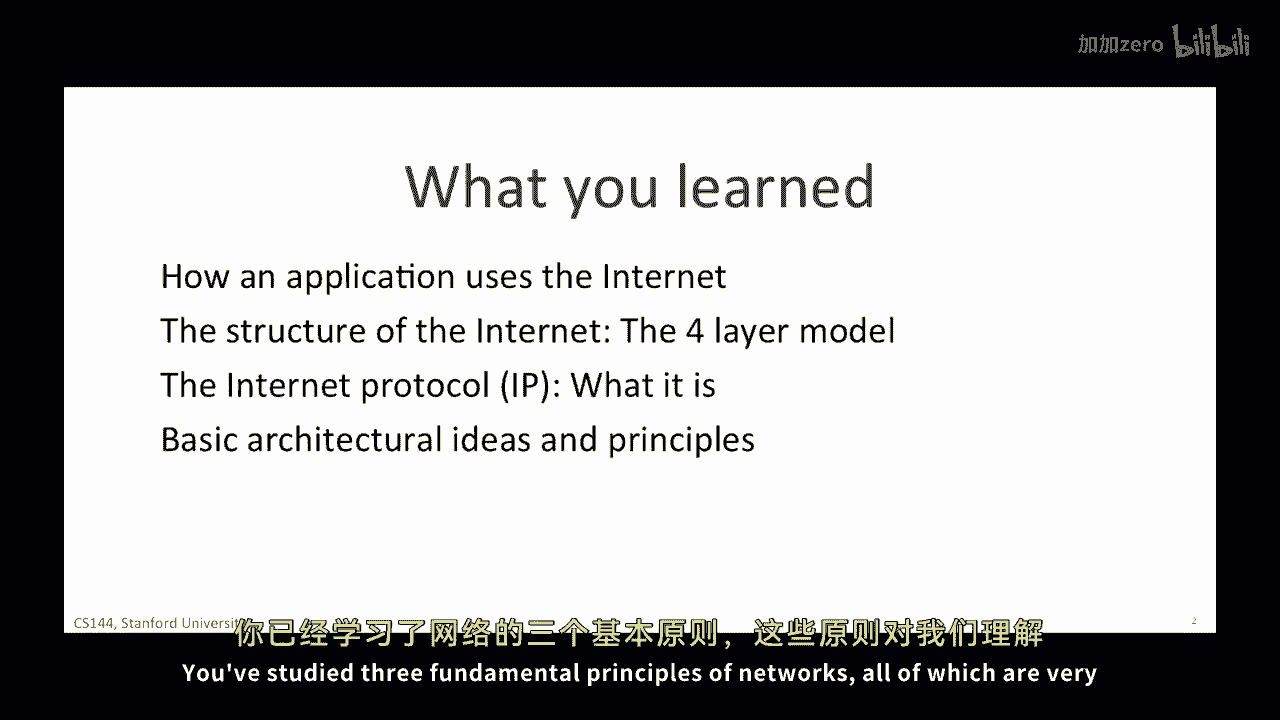 加加zero bilibili
What you learned
How an application uses the Internet
The structure of the Internet: The 4 layer model
The Internet protocol (IP): What it is
Basic architectural ideas and principles
CS144, Stanford Universit
2
你已经学习了网络的三个基本原则，这些原则对我们理解
You've studied three fundamental principles of networks, all of which are very